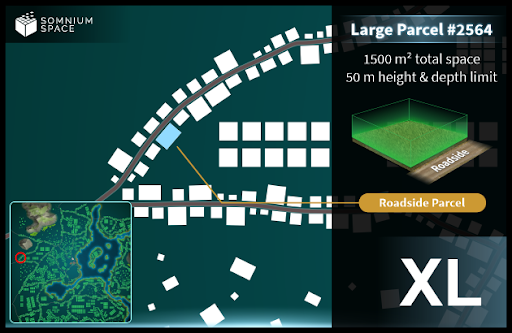 SOMNIUM
SPACE
Large Parcel #2564
1500 m² total space
50 m height & depth limit
Roadside
Roadside Parcel
XL